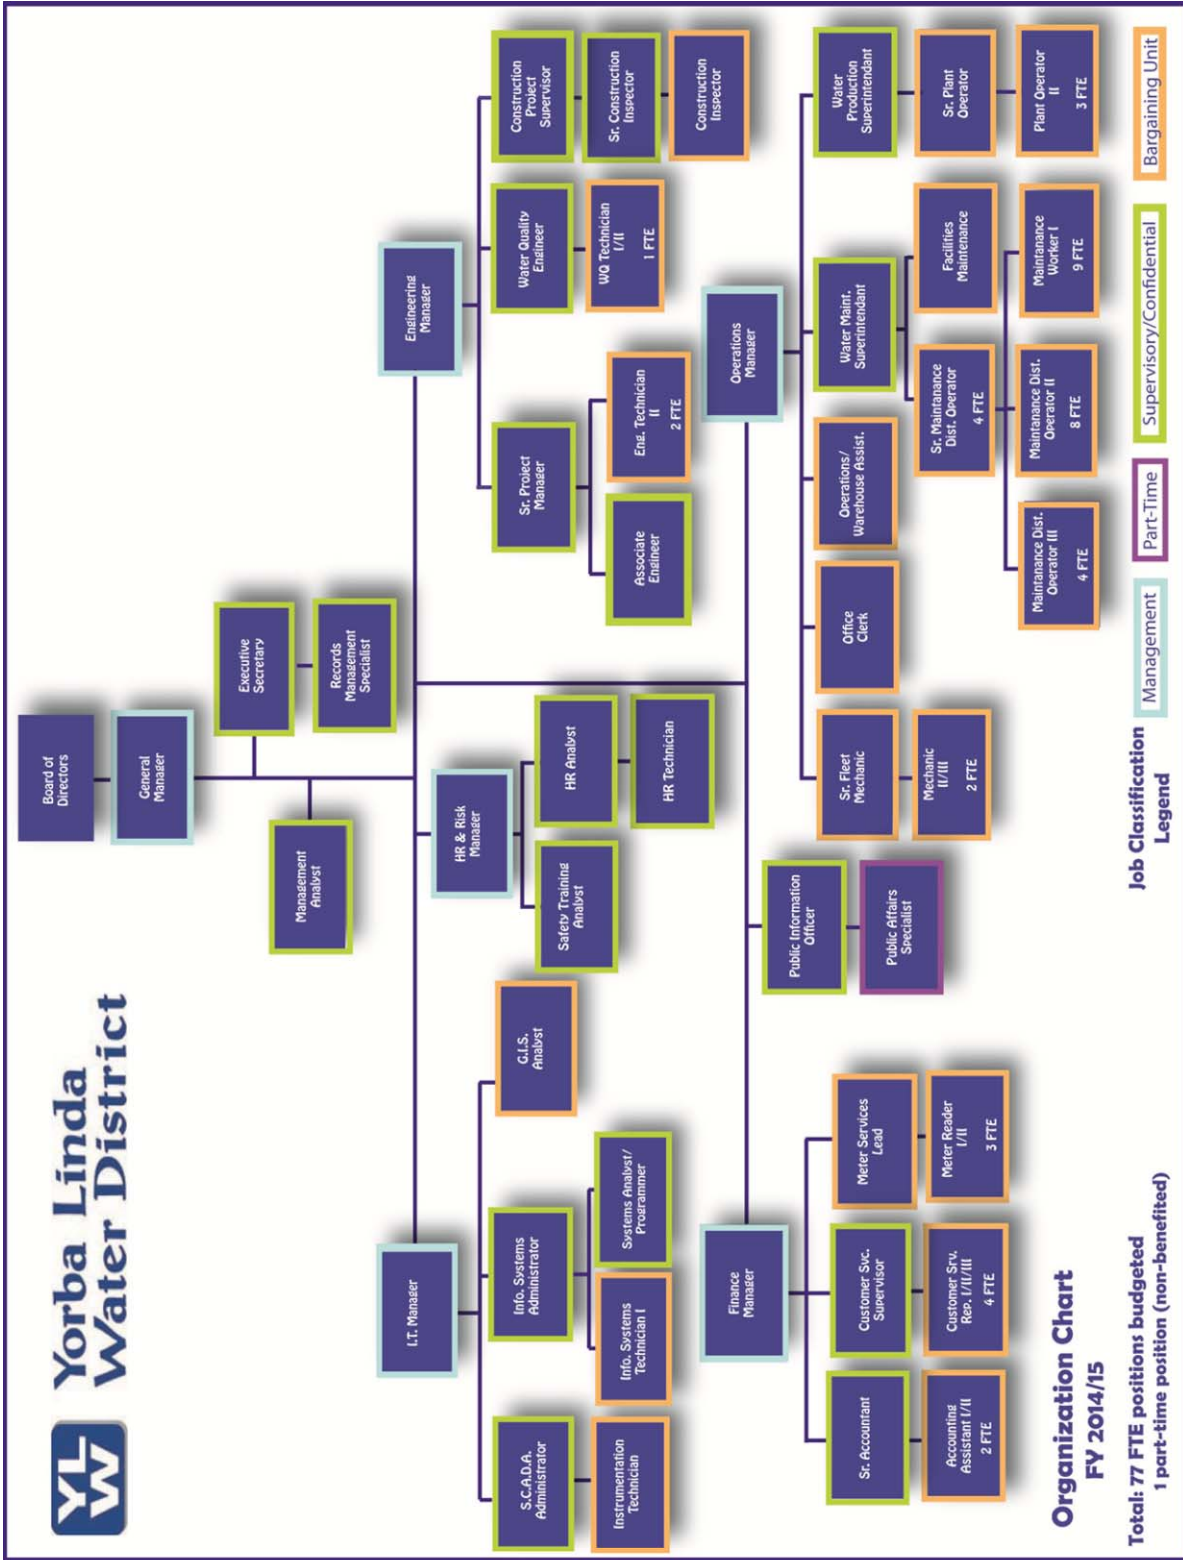 YL
W
Yorba Linda
Water District
Board of
Directors
General
Manager
Executive
Secretary
Records
Management
Specialist
Management
Analyst
I.T. Manager
HR & Risk
Manager
Engineering
Manager
S.C.A.D.A.
Administrator
Instrumentation
Technician
Info. Systems
Administrator
Info. Systems
Technician I
Systems Analyst/
Programmer
G.I.S.
Analyst
Safety Training
Analyst
HR Analyst
HR Technician
Sr. Project
Manager
Associate
Engineer
Eng. Technician
II
2 FTE
Water Quality
Engineer
WQ Technician
I/II
1 FTE
Construction
Project
Supervisor
Sr. Construction
Inspector
Construction
Inspector
Finance
Manager
Public Information
Officer
Public Affairs
Specialist
Operations
Manager
Sr. Accountant
Accounting
Assistant I/II
2 FTE
Customer Svc.
Supervisor
Customer Srv.
Rep. I/II/III
4 FTE
Meter Services
Lead
Meter Reader
I/II
3 FTE
Sr. Fleet
Mechanic
Mechanic
II/III
2 FTE
Office
Clerk
Operations/
Warehouse Assist.
Water Maint.
Superintendant
Sr. Maintanance
Dist. Operator
4 FTE
Facilities
Maintenance
Maintanance Dist.
Operator III
4 FTE
Maintanance Dist.
Operator II
8 FTE
Maintanance
Worker I
9 FTE
Water
Production
Superintendant
Sr. Plant
Operator
Plant Operator
II
3 FTE
Organization Chart
FY 2014/15
Total: 77 FTE positions budgeted
1 part-time position (non-benefited)
Job Classification
Legend
Management
Part-Time
Supervisory/Confidential
Bargaining Unit